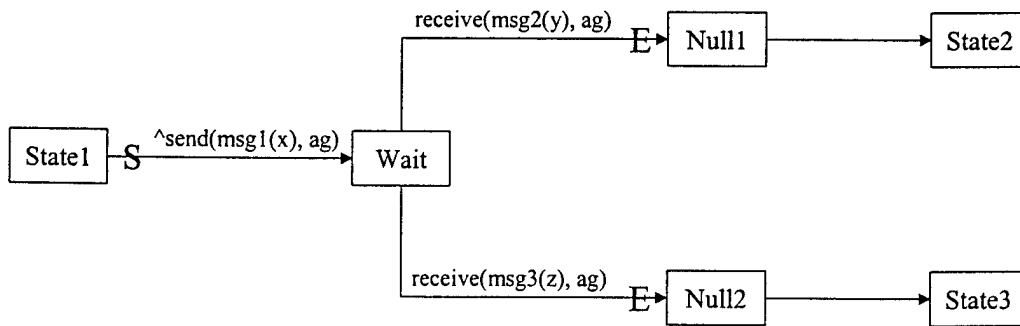 receive(msg2(y), ag)
E
Null1
State2
State1
S
^send(msg1(x), ag)
Wait
receive(msg3(z), ag)
E
Null2
State3